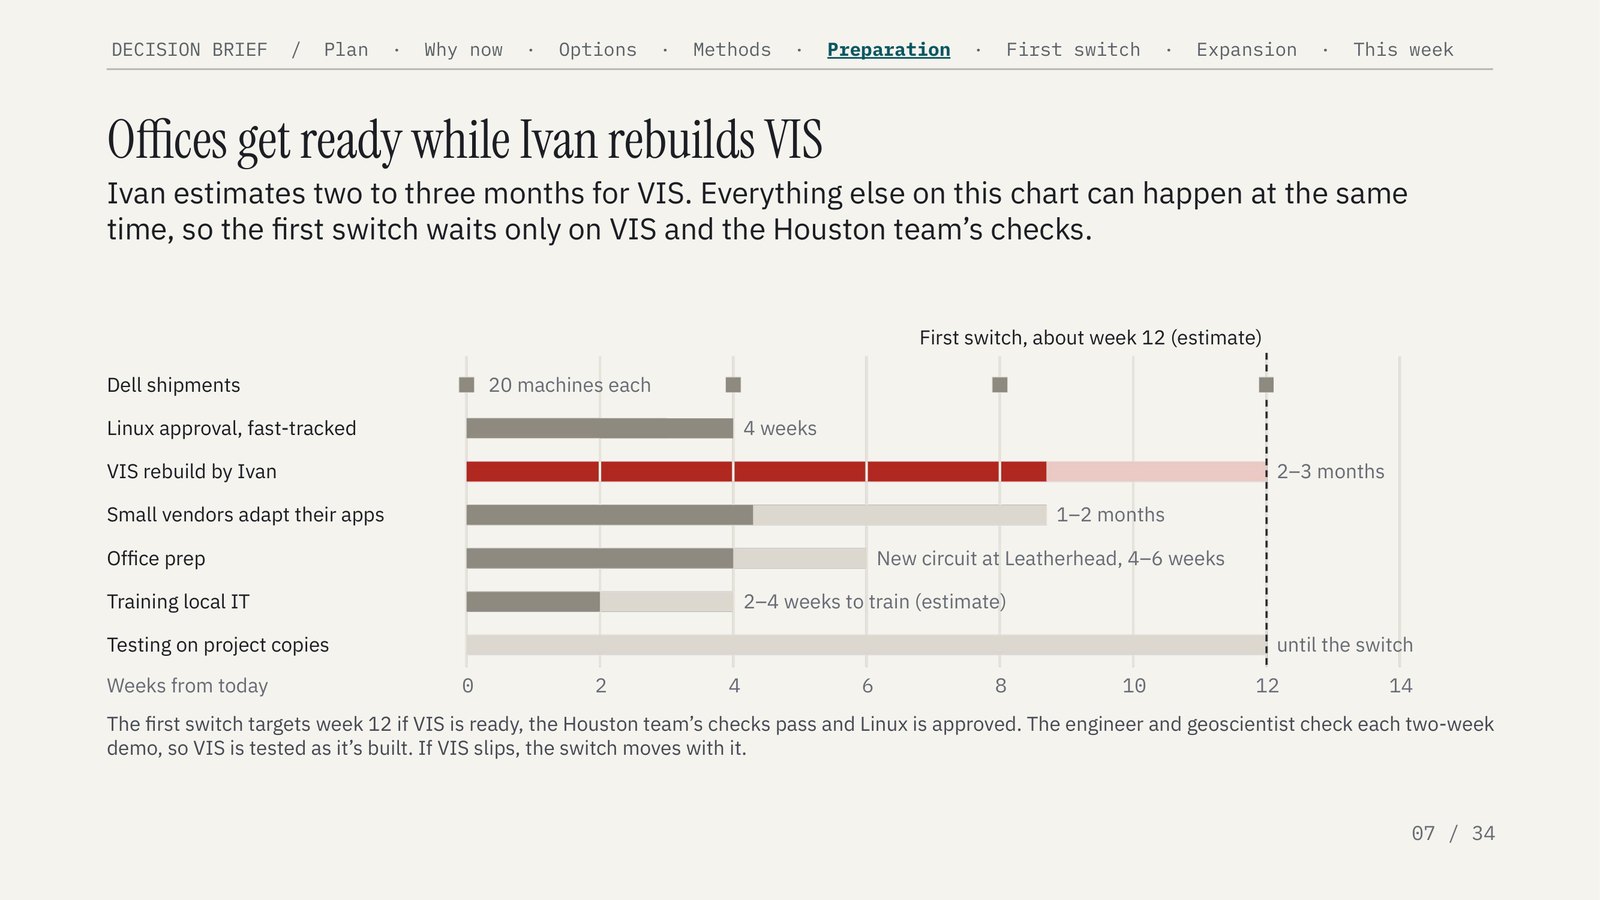 DECISION BRIEF / Plan · Why now · Options · Methods · Preparation · First switch · Expansion · This week
Offices get ready while Ivan rebuilds VIS
Ivan estimates two to three months for VIS. Everything else on this chart can happen at the same
time, so the first switch waits only on VIS and the Houston team’s checks.
First switch, about week 12 (estimate)
Dell shipments 20 machines each
Linux approval, fast-tracked 4 weeks
VIS rebuild by Ivan 2–3 months
Small vendors adapt their apps 1–2 months
Office prep New circuit at Leatherhead, 4–6 weeks
Training local IT 2–4 weeks to train (estimate)
Testing on project copies until the switch
Weeks from today 0 2 4 6 8 10 12 14
The first switch targets week 12 if VIS is ready, the Houston team’s checks pass and Linux is approved. The engineer and geoscientist check each two-week
demo, so VIS is tested as it’s built. If VIS slips, the switch moves with it.
07 / 34